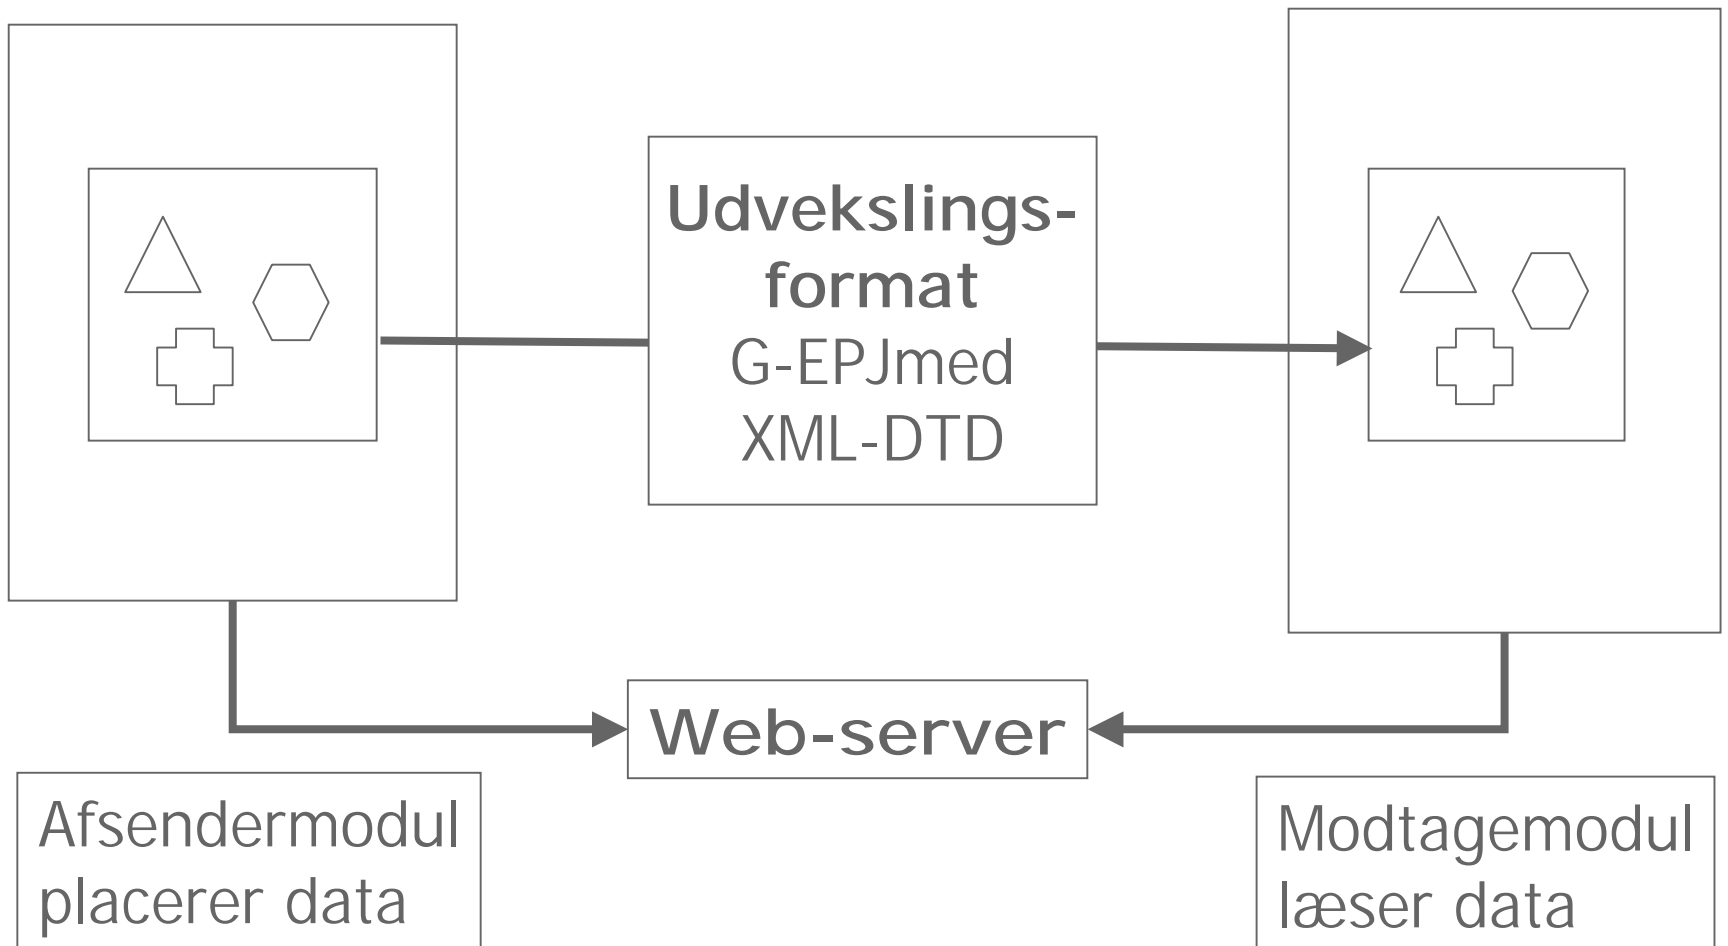 Udvekslings-
format
G-EPJmed
XML-DTD
Web-server
Afsendermodul
placerer data
Modtagemodul
læser data